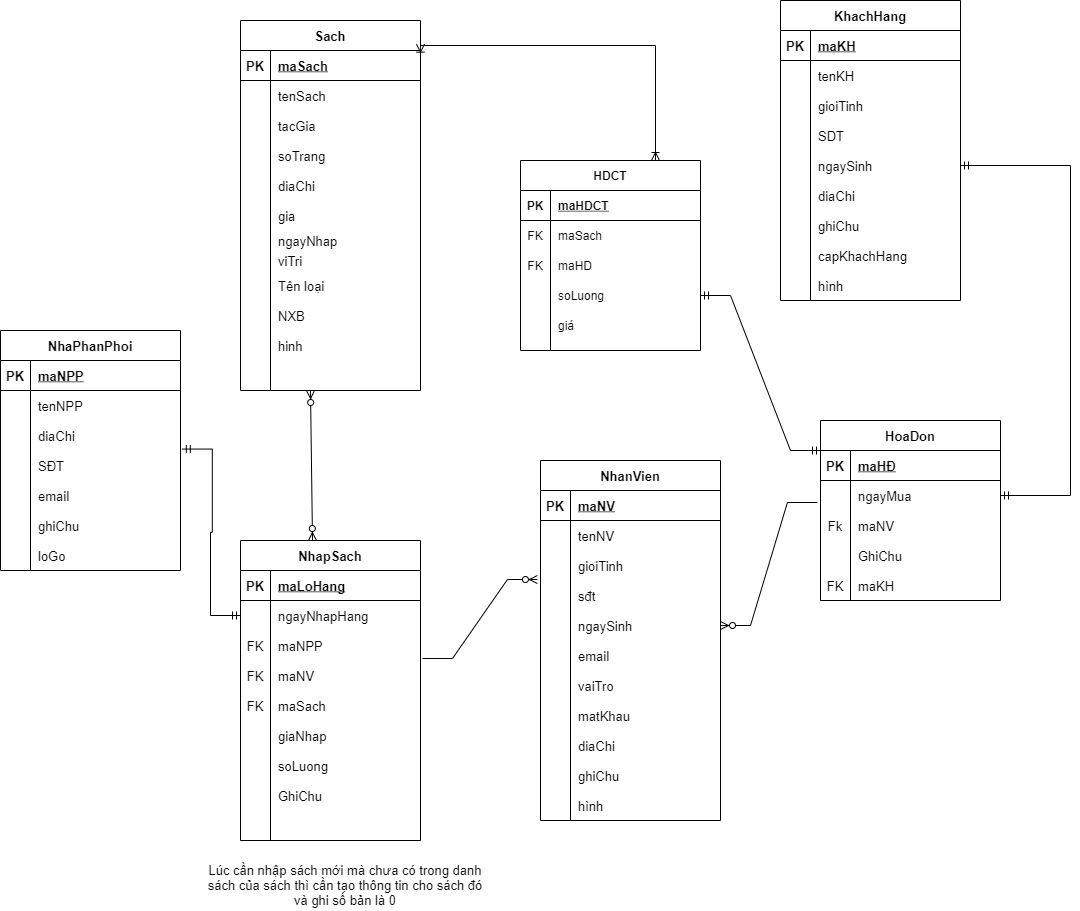 Sach
PK maSach
tenSach
tacGia
soTrang
diaChi
gia
ngayNhap
viTri
Tên loại
NXB
hinh
KhachHang
PK maKH
tenKH
gioiTinh
SDT
ngaySinh
diaChi
ghiChu
capKhachHang
hình
HDCT
PK maHDCT
FK maSach
FK maHD
soLuong
giá
NhaPhanPhoi
PK maNPP
tenNPP
diaChi
SĐT
email
ghiChu
loGo
HoaDon
PK maHĐ
ngayMua
Fk maNV
GhiChu
FK maKH
NhanVien
PK maNV
tenNV
gioiTinh
sđt
ngaySinh
email
vaiTro
matKhau
diaChi
ghiChu
hình
NhapSach
PK maLoHang
ngayNhapHang
FK maNPP
FK maNV
FK maSach
giaNhap
soLuong
GhiChu
Lúc cần nhập sách mới mà chưa có trong danh
sách của sách thì cần tạo thông tin cho sách đó
và ghi số bản là 0